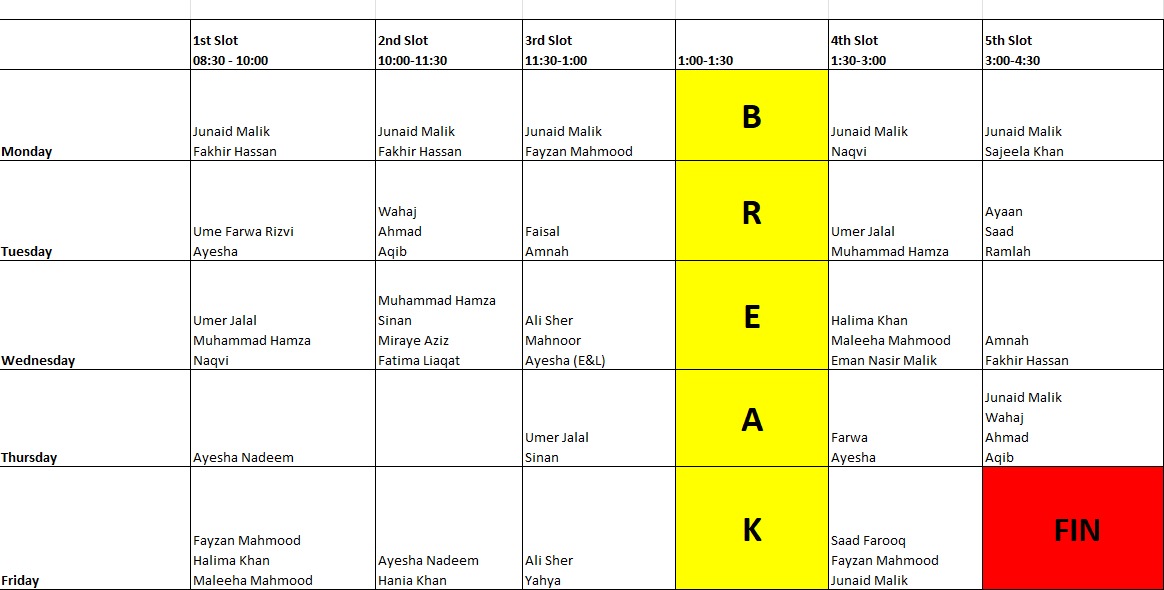 1st Slot
08:30 - 10:00
2nd Slot
10:00-11:30
3rd Slot
11:30-1:00
1:00-1:30
4th Slot
1:30-3:00
5th Slot
3:00-4:30
Monday
Junaid Malik
Fakhir Hassan
Junaid Malik
Fakhir Hassan
Junaid Malik
Fayzan Mahmood
B
Junaid Malik
Naqvi
Junaid Malik
Sajeela Khan
Tuesday
Ume Farwa Rizvi
Ayesha
Wahaj
Ahmad
Aqib
Faisal
Amnah
R
Umer Jalal
Muhammad Hamza
Ayaan
Saad
Ramlah
Wednesday
Umer Jalal
Muhammad Hamza
Naqvi
Muhammad Hamza
Sinan
Miraye Aziz
Fatima Liaqat
Ali Sher
Mahnoor
Ayesha (E&L)
E
Halima Khan
Maleeha Mahmood
Eman Nasir Malik
Amnah
Fakhir Hassan
Thursday
Ayesha Nadeem
Umer Jalal
Sinan
A
Farwa
Ayesha
Junaid Malik
Wahaj
Ahmad
Aqib
Friday
Fayzan Mahmood
Halima Khan
Maleeha Mahmood
Ayesha Nadeem
Hania Khan
Ali Sher
Yahya
K
Saad Farooq
Fayzan Mahmood
Junaid Malik
FIN